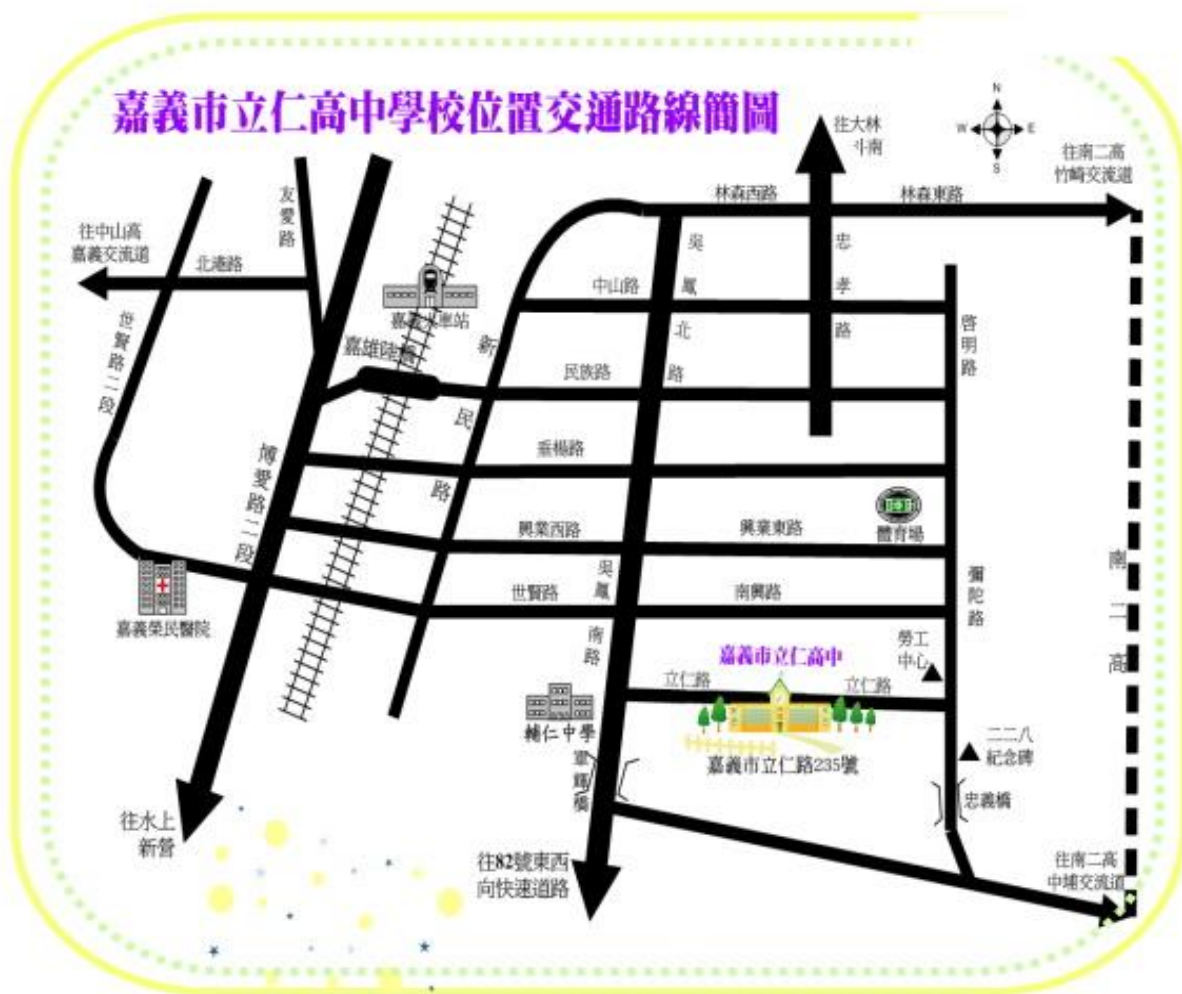 嘉義市立仁高中學校位置交通路線簡圖
N
W
E
S
往大林
斗南
往南二高
竹崎交流道
林森西路
林森東路
友愛路
往中山高
嘉義交流道
北港路
吳鳳北路
忠孝路
中山路
嘉義火車站
世賢路二段
新民路
啓明路
嘉雄陸橋
民族路
博愛路二段
垂楊路
興業西路
興業東路
體育場
南二高
吳鳳南路
彌陀路
世賢路
南興路
嘉義榮民醫院
勞工
中心
嘉義市立仁高中
立仁路
立仁路
輔仁中學
軍輝橋
嘉義市立仁路235號
二二八
紀念碑
忠義橋
往水上
新營
往82號東西
向快速道路
往南二高
中埔交流道